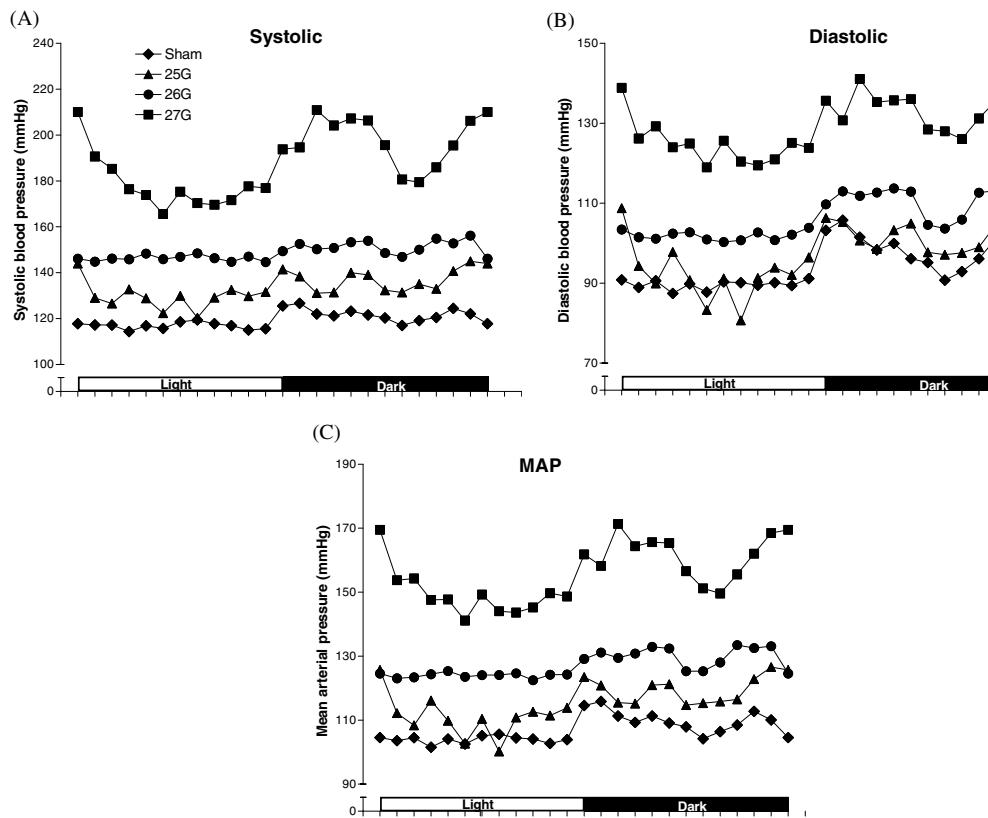 (A)
Systolic
240
220
200
180
160
140
120
100
0
Systolic blood pressure (mmHg)
Sham
25G
26G
27G
Light
Dark
(B)
Diastolic
150
130
110
90
70
0
Diastolic blood pressure (mmHg)
Light
Dark
(C)
MAP
190
170
150
130
110
90
0
Mean arterial pressure (mmHg)
Light
Dark